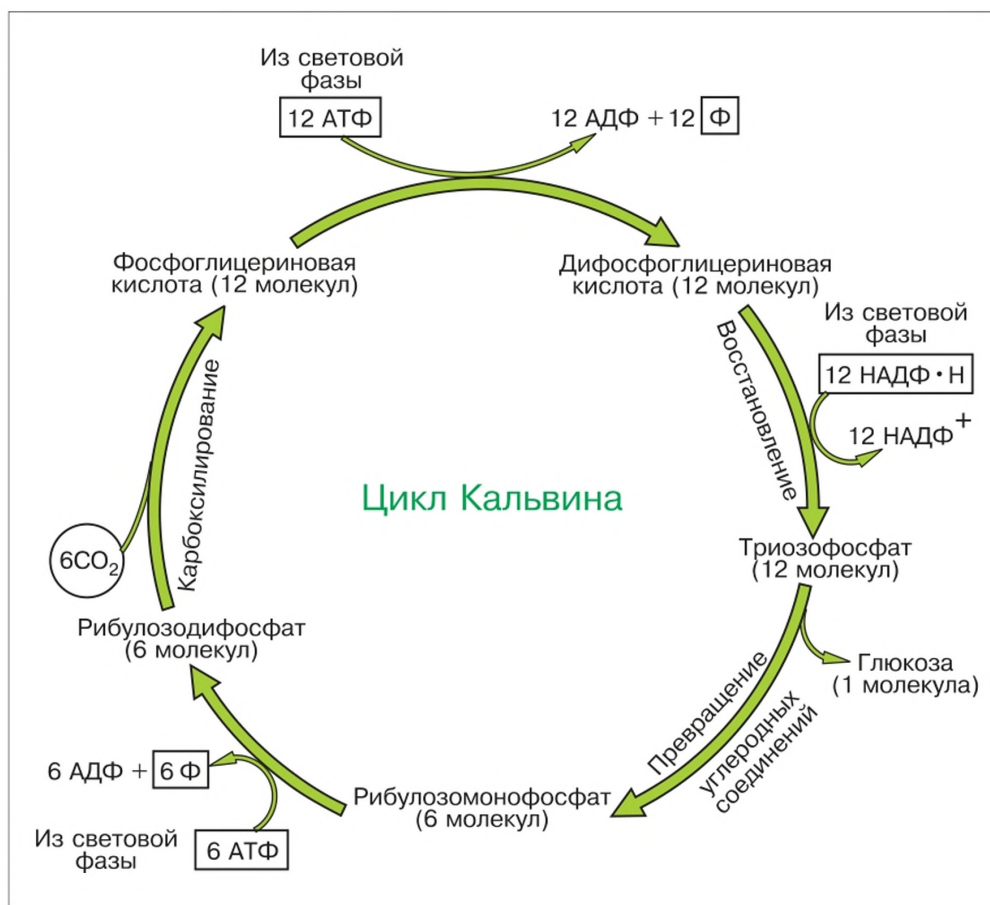 Из световой
фазы
12 АТФ
12 АДФ + 12 Ф
Фосфоглицериновая
кислота (12 молекул)
Дифосфоглицериновая
кислота (12 молекул)
Восстановление
Из световой
фазы
12 НАДФ · Н
12 НАДФ⁺
Карбоксилирование
Цикл Кальвина
6CO₂
Триозофосфат
(12 молекул)
Рибулозодифосфат
(6 молекул)
Глюкоза
(1 молекула)
Превращение
углеродных
соединений
6 АДФ + 6 Ф
Рибулозомонофосфат
(6 молекул)
Из световой
фазы
6 АТФ